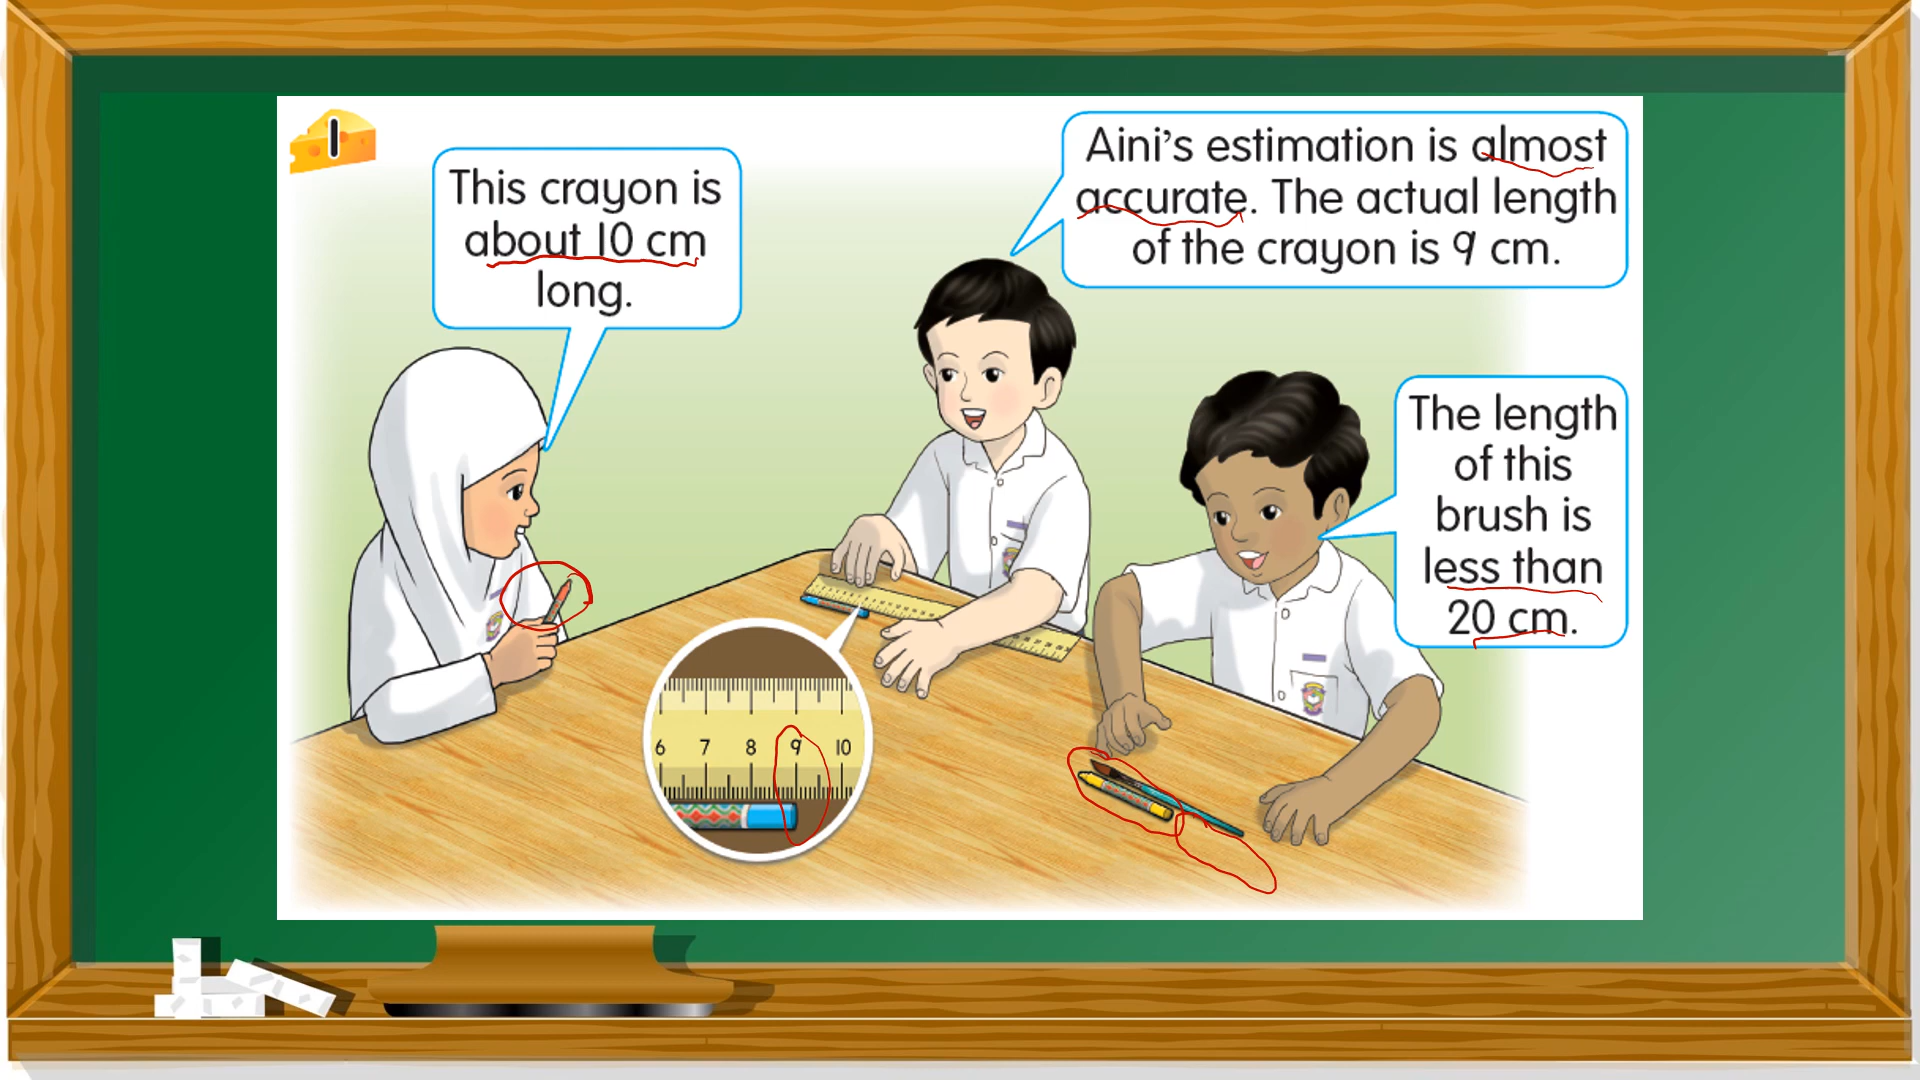 1
This crayon is
about 10 cm
long.
Aini's estimation is almost
accurate. The actual length
of the crayon is 9 cm.
The length
of this
brush is
less than
20 cm.
6 7 8 9 10